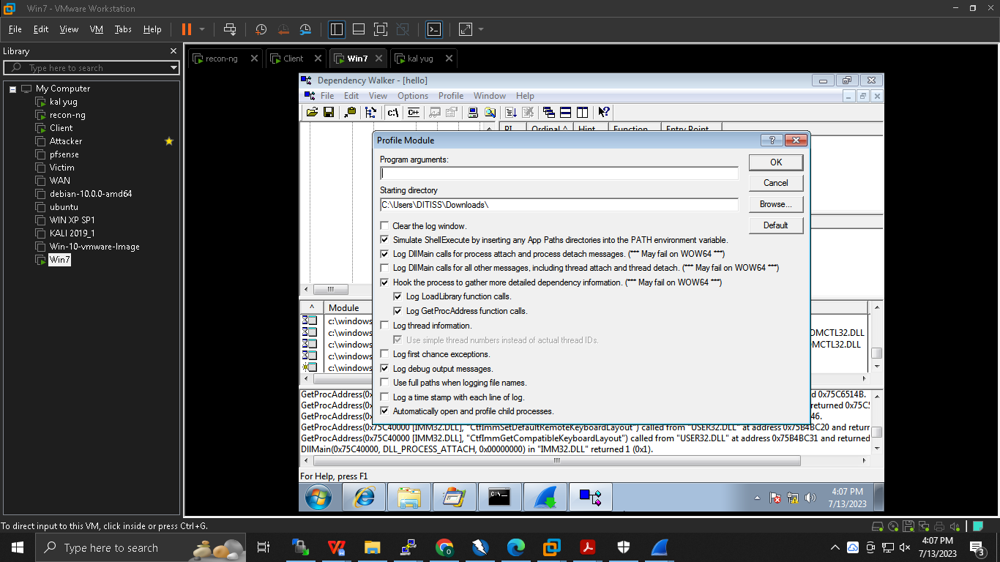 Win7 - VMware Workstation
File Edit View VM Tabs Help
Library
Type here to search
My Computer
kal yug
recon-ng
Client
Attacker
pfsense
Victim
WAN
debian-10.0.0-amd64
ubuntu
WIN XP SP1
KALI 2019_1
Win-10-vmware-Image
Win7
recon-ng Client Win7 kal yug
Dependency Walker - [hello]
File Edit View Options Profile Window Help
C:\ C++
PI Ordinal ^ Hint Function Entry Point
Profile Module
Program arguments:
OK
Starting directory
Cancel
C:\Users\DITISS\Downloads\
Browse...
Default
Clear the log window.
Simulate ShellExecute by inserting any App Paths directories into the PATH environment variable.
Log DllMain calls for process attach and process detach messages. (*** May fail on WOW64 ***)
Log DllMain calls for all other messages, including thread attach and thread detach. (*** May fail on WOW64 ***)
Hook the process to gather more detailed dependency information. (*** May fail on WOW64 ***)
Log LoadLibrary function calls.
Log GetProcAddress function calls.
Log thread information.
Use simple thread numbers instead of actual thread IDs.
Log first chance exceptions.
Log debug output messages.
Use full paths when logging file names.
Log a time stamp with each line of log.
Automatically open and profile child processes.
^ Module
c:\windows
c:\windows OMCTL32.DLL
c:\windows OMCTL32.DLL
c:\windows
c:\windows
GetProcAddress(0x d 0x75C6514B.
GetProcAddress(0x returned 0x75C5
GetProcAddress(0x 46.
GetProcAddress(0x75C40000 [IMM32.DLL], "CtfImmSetDefaultRemoteKeyboardLayout") called from "USER32.DLL" at address 0x75B4BC20 and return
GetProcAddress(0x75C40000 [IMM32.DLL], "CtfImmGetCompatibleKeyboardLayout") called from "USER32.DLL" at address 0x75B4BC31 and returned
DllMain(0x75C40000, DLL_PROCESS_ATTACH, 0x00000000) in "IMM32.DLL" returned 1 (0x1).
For Help, press F1
4:07 PM
7/13/2023
To direct input to this VM, click inside or press Ctrl+G.
Type here to search
4:07 PM
7/13/2023
3